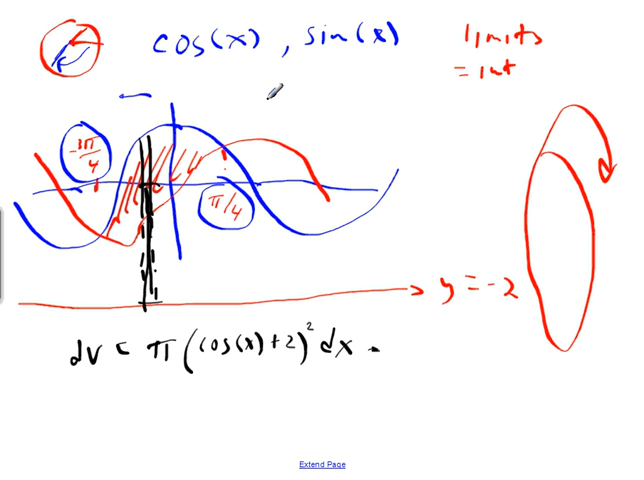 cos(x), sin(x)
limits
= int
-3π/4
π/4
y = -2
dV = π(cos(x)+2)² dx -
Extend Page